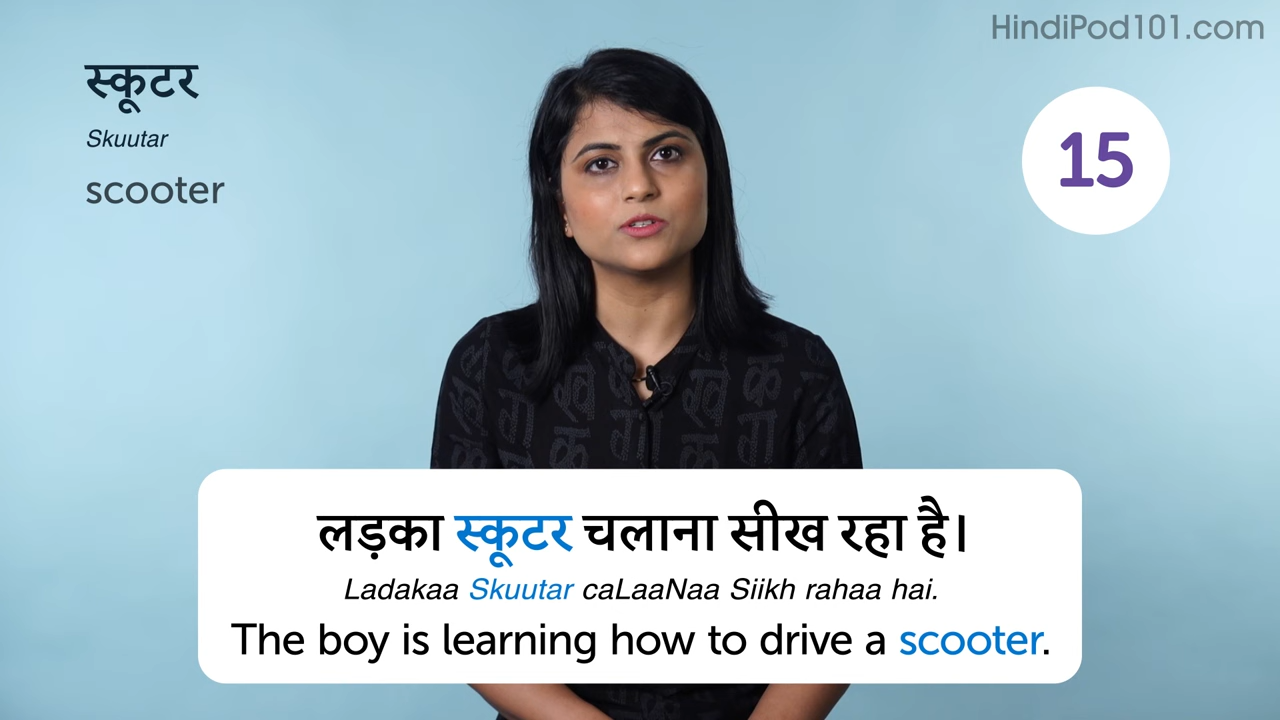 HindiPod101.com
स्कूटर
Skuutar
scooter
15
लड़का स्कूटर चलाना सीख रहा है।
Ladakaa Skuutar caLaaNaa Siikh rahaa hai.
The boy is learning how to drive a scooter.